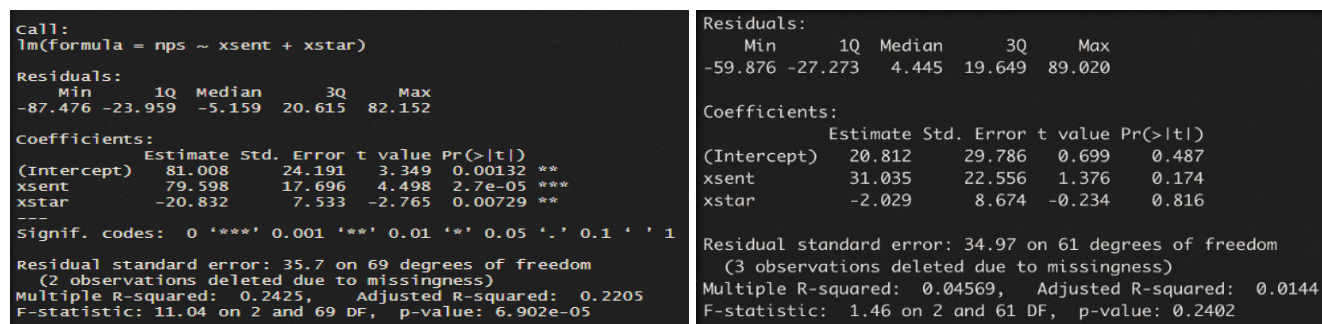 Call:
lm(formula = nps ~ xsent + xstar)
Residuals:
Min 1Q Median 3Q Max
-87.476 -23.959 -5.159 20.615 82.152
Coefficients:
Estimate Std. Error t value Pr(>|t|)
(Intercept) 81.008 24.191 3.349 0.00132 **
xsent 79.598 17.696 4.498 2.7e-05 ***
xstar -20.832 7.533 -2.765 0.00729 **
---
Signif. codes: 0 ‘***’ 0.001 ‘**’ 0.01 ‘*’ 0.05 ‘.’ 0.1 ‘ ’ 1
Residual standard error: 35.7 on 69 degrees of freedom
(2 observations deleted due to missingness)
Multiple R-squared: 0.2425, Adjusted R-squared: 0.2205
F-statistic: 11.04 on 2 and 69 DF, p-value: 6.902e-05
Residuals:
Min 1Q Median 3Q Max
-59.876 -27.273 4.445 19.649 89.020
Coefficients:
Estimate Std. Error t value Pr(>|t|)
(Intercept) 20.812 29.786 0.699 0.487
xsent 31.035 22.556 1.376 0.174
xstar -2.029 8.674 -0.234 0.816
Residual standard error: 34.97 on 61 degrees of freedom
(3 observations deleted due to missingness)
Multiple R-squared: 0.04569, Adjusted R-squared: 0.0144
F-statistic: 1.46 on 2 and 61 DF, p-value: 0.2402